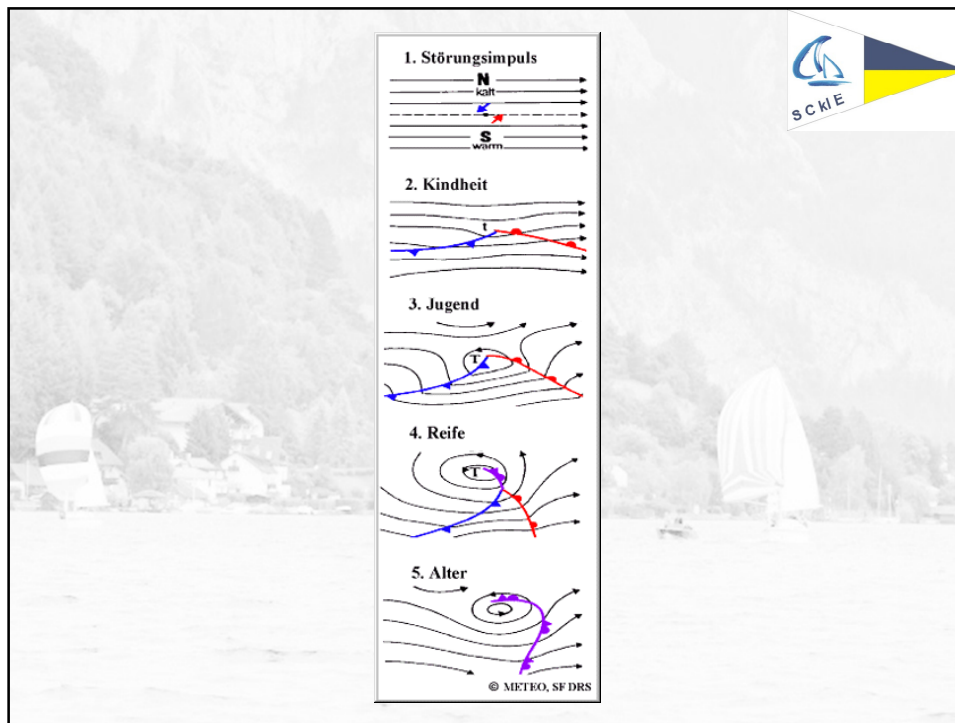 1. Störungsimpuls
N
kalt
S
warm
2. Kindheit
t
3. Jugend
T
4. Reife
T
5. Alter
© METEO, SF DRS
S C kl E